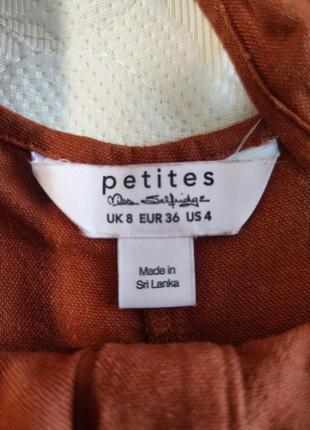 petites
Miss Selfridge
UK 8 EUR 36 US 4
Made in
Sri Lanka